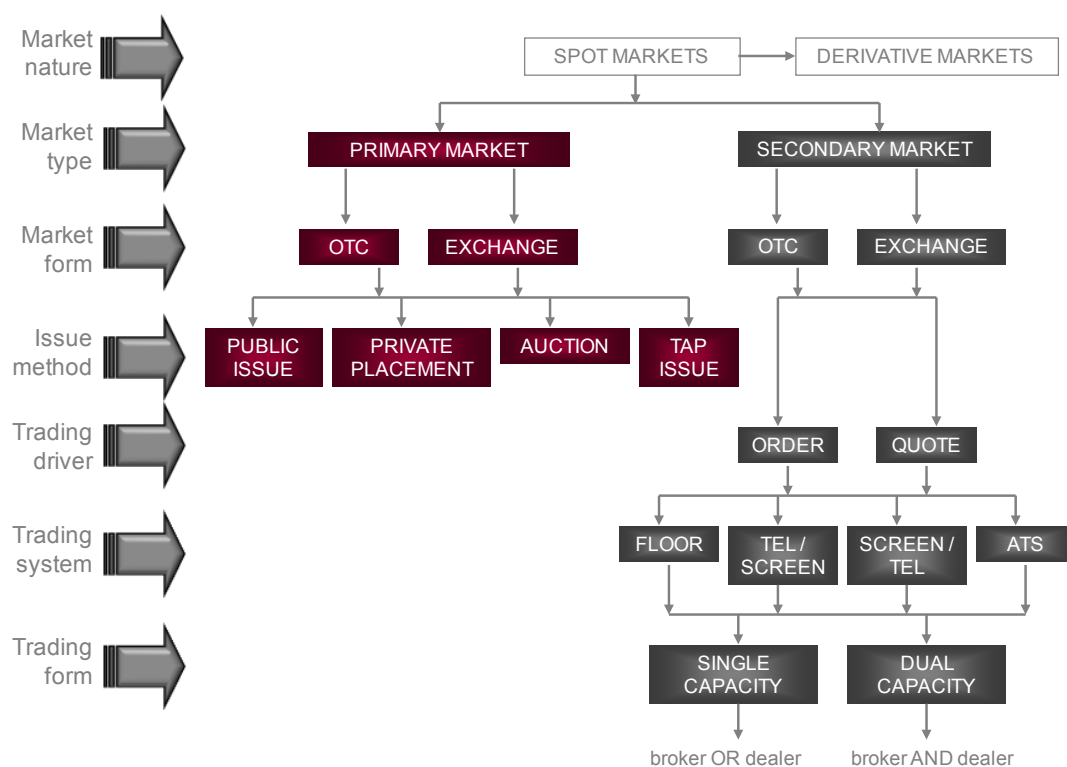 Market
nature
SPOT MARKETS
DERIVATIVE MARKETS
Market
type
PRIMARY MARKET
SECONDARY MARKET
Market
form
OTC
EXCHANGE
OTC
EXCHANGE
Issue
method
PUBLIC
ISSUE
PRIVATE
PLACEMENT
AUCTION
TAP
ISSUE
Trading
driver
ORDER
QUOTE
Trading
system
FLOOR
TEL /
SCREEN
SCREEN /
TEL
ATS
Trading
form
SINGLE
CAPACITY
DUAL
CAPACITY
broker OR dealer
broker AND dealer